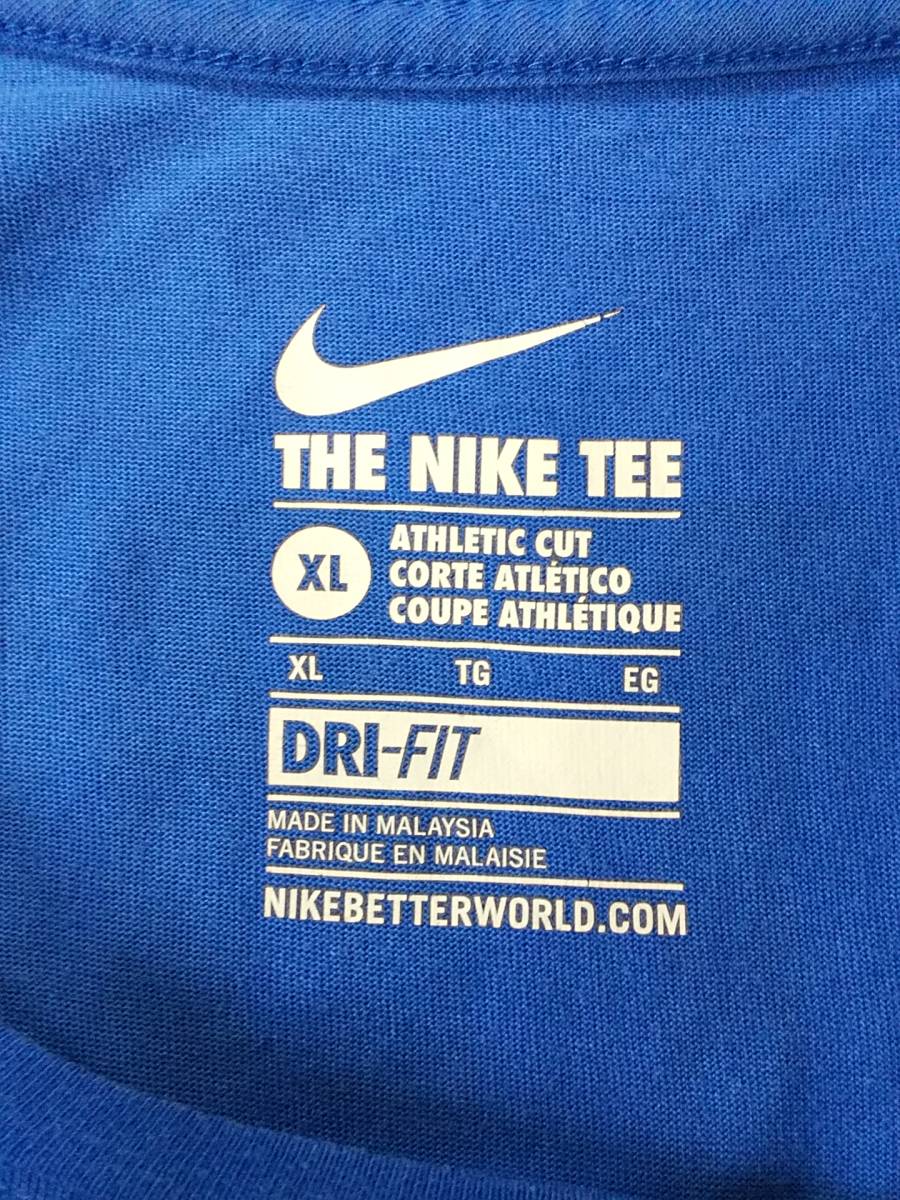 THE NIKE TEE
XL
ATHLETIC CUT
CORTE ATLÉTICO
COUPE ATHLÉTIQUE
XL TG EG
DRI-FIT
MADE IN MALAYSIA
FABRIQUE EN MALAISIE
NIKEBETTERWORLD.COM